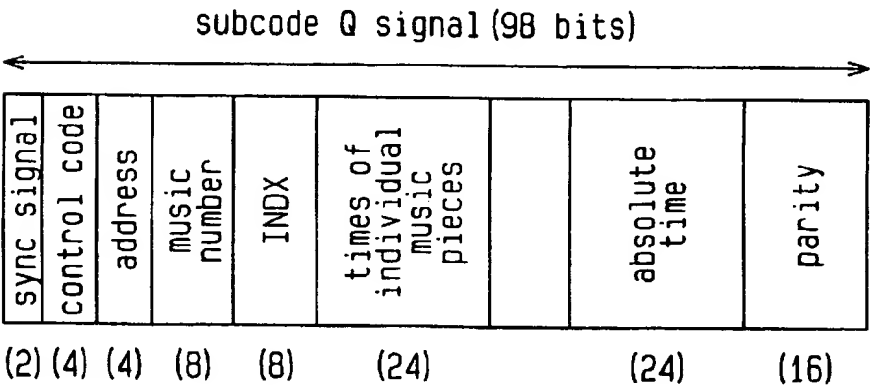 subcode Q signal (98 bits)
sync signal
control code
address
music
number
INDX
times of
individual
music
pieces
absolute
time
parity
(2) (4) (4) (8) (8) (24) (24) (16)